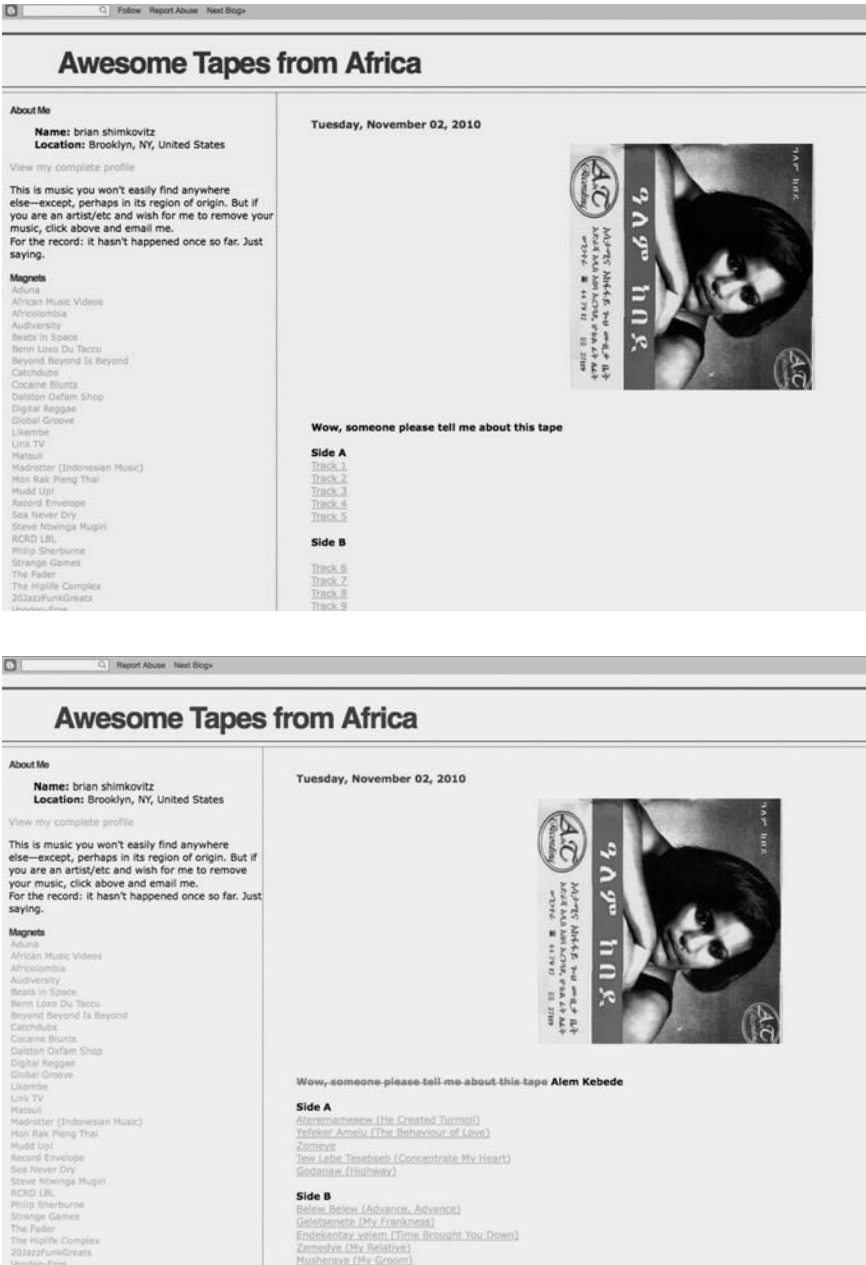 Follow Report Abuse Next Blog»
Awesome Tapes from Africa
About Me
Name: brian shimkovitz
Location: Brooklyn, NY, United States
View my complete profile
This is music you won't easily find anywhere
else—except, perhaps in its region of origin. But if
you are an artist/etc and wish for me to remove your
music, click above and email me.
For the record: it hasn't happened once so far. Just
saying.
Magnets
Aduna
African Music Videos
Africolombia
Audiversity
Beats in Space
Benn Loxo Du Taccu
Beyond Beyond Is Beyond
Catchdubs
Cocaine Blunts
Dalston Oxfam Shop
Digital Reggae
Global Groove
Likembe
Link TV
Matsuli
Madrotter (Indonesian Music)
Mon Rak Pleng Thai
Mudd Up!
Record Envelope
Sea Never Dry
Steve Ntwinga Mugiri
RCRD LBL
Philip Sherburne
Strange Games
The Fader
The Hiplife Complex
20JazzFunkGreats
Voodoo-Eros
Tuesday, November 02, 2010
A&C
Recording
ዓለም ከበደ
ዓለም ከበደ
Wow, someone please tell me about this tape
Side A
Track 1
Track 2
Track 3
Track 4
Track 5
Side B
Track 6
Track 7
Track 8
Track 9
Report Abuse Next Blog»
Awesome Tapes from Africa
About Me
Name: brian shimkovitz
Location: Brooklyn, NY, United States
View my complete profile
This is music you won't easily find anywhere
else—except, perhaps in its region of origin. But if
you are an artist/etc and wish for me to remove
your music, click above and email me.
For the record: it hasn't happened once so far. Just
saying.
Magnets
Aduna
African Music Videos
Africolombia
Audiversity
Beats in Space
Benn Loxo Du Taccu
Beyond Beyond Is Beyond
Catchdubs
Cocaine Blunts
Dalston Oxfam Shop
Digital Reggae
Global Groove
Likembe
Link TV
Matsuli
Madrotter (Indonesian Music)
Mon Rak Pleng Thai
Mudd Up!
Record Envelope
Sea Never Dry
Steve Ntwinga Mugiri
RCRD LBL
Philip Sherburne
Strange Games
The Fader
The Hiplife Complex
20JazzFunkGreats
Voodoo-Eros
Tuesday, November 02, 2010
A&C
Recording
ዓለም ከበደ
ዓለም ከበደ
Wow, someone please tell me about this tape Alem Kebede
Side A
Ateremamesew (He Created Turmoil)
Yefeker Amelu (The Behaviour of Love)
Zomeye
Tew Lebe Tesebseb (Concentrate My Heart)
Godanaw (Highway)
Side B
Belew Belew (Advance, Advance)
Geletsenete (My Frankness)
Endekentay yelem (Time Brought You Down)
Zemedye (My Relative)
Musheraye (My Groom)